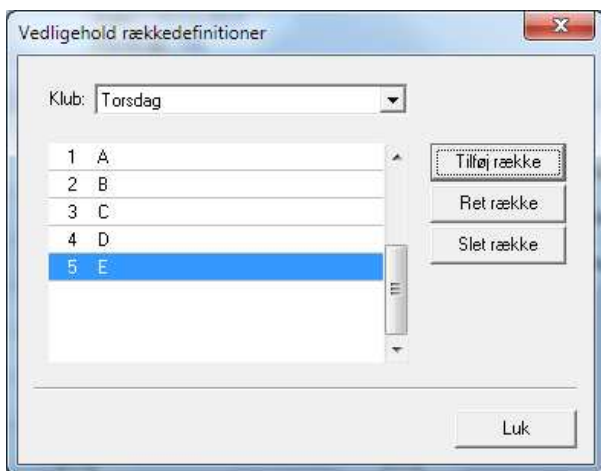 Vedligehold rækkedefinitioner
Klub: Torsdag
1 A
2 B
3 C
4 D
5 E
Tilføj række
Ret række
Slet række
Luk